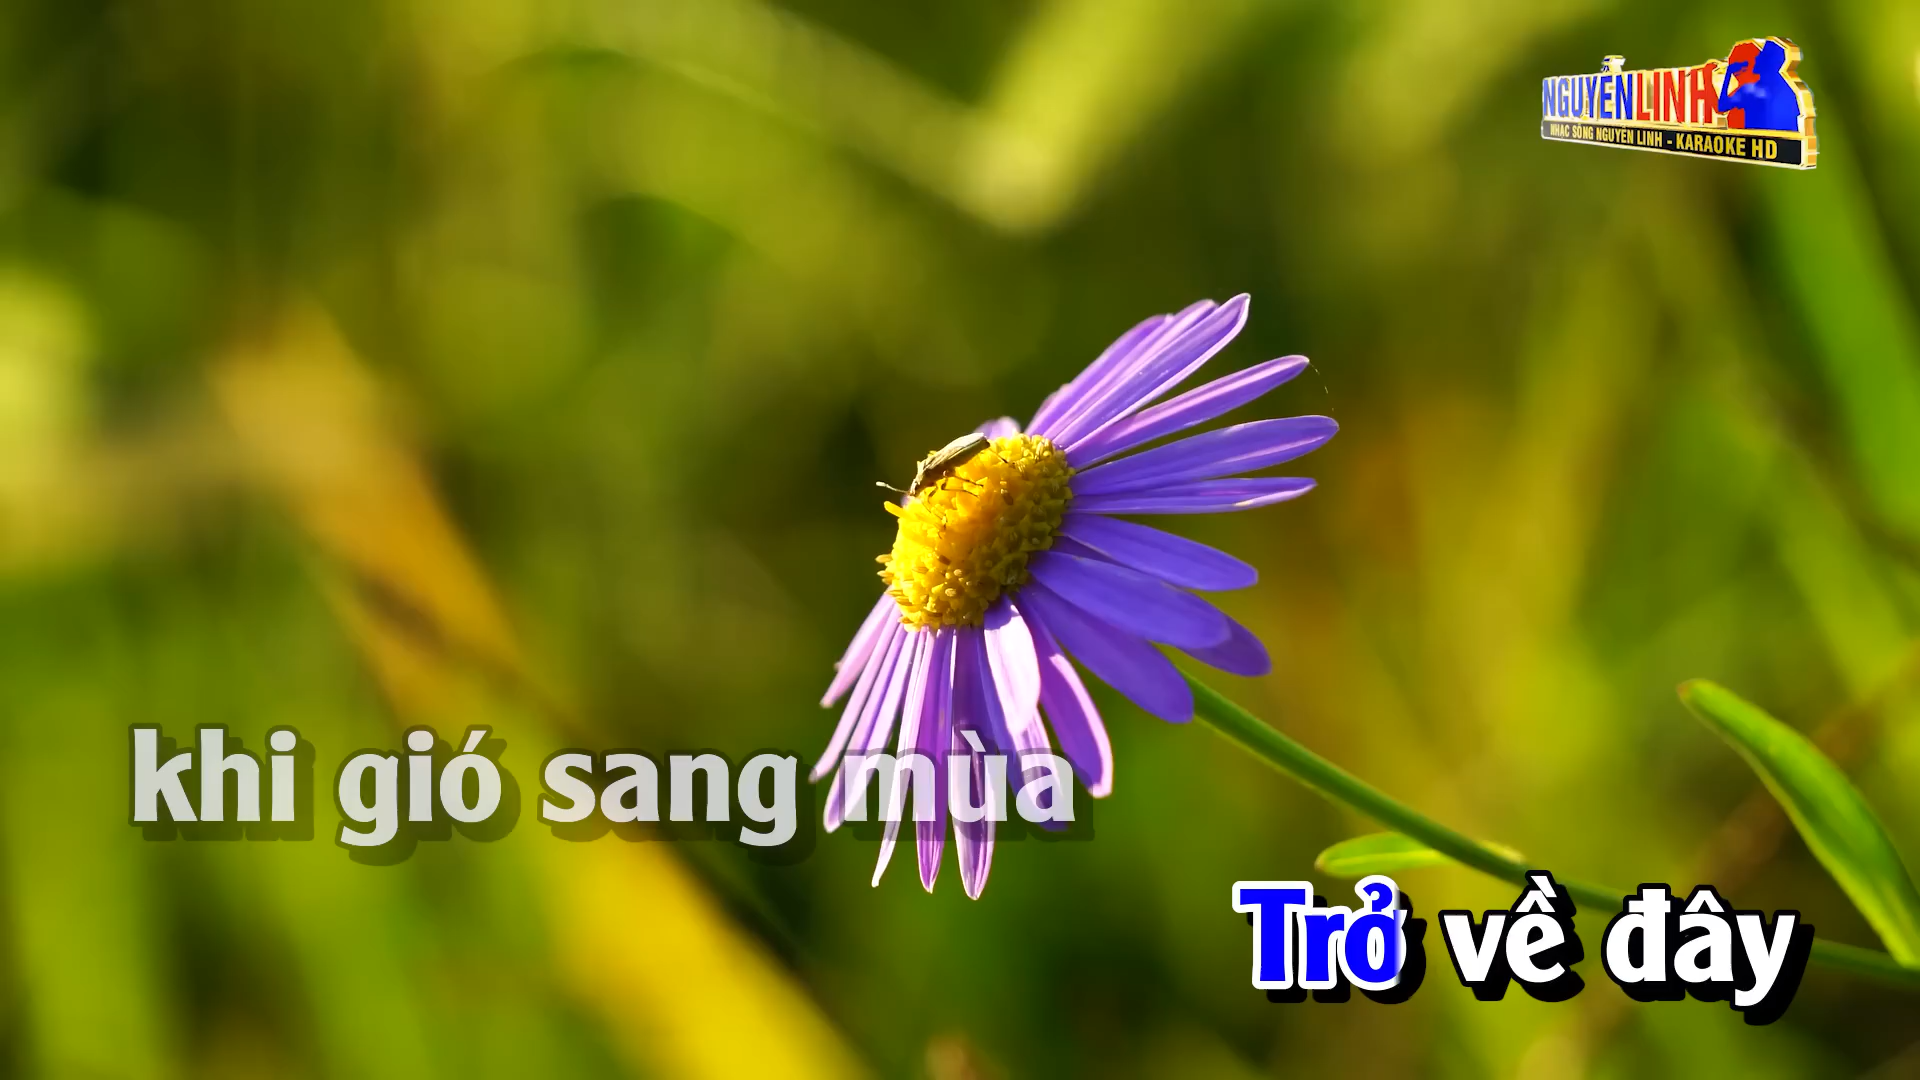 NGUYỄN LINH
NHẠC SỐNG NGUYỄN LINH - KARAOKE HD
khi gió sang mùa
Trở về đây